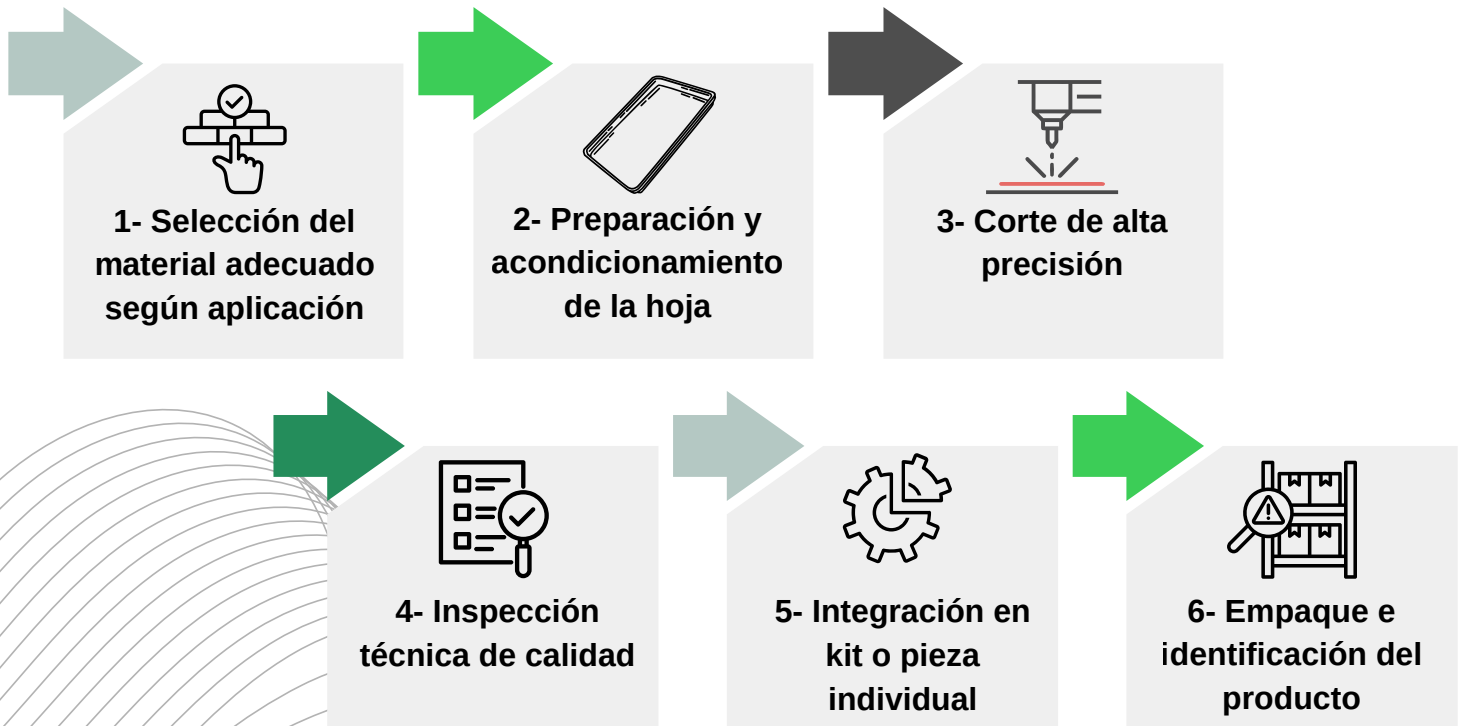 1- Selección del
material adecuado
según aplicación
2- Preparación y
acondicionamiento
de la hoja
3- Corte de alta
precisión
4- Inspección
técnica de calidad
5- Integración en
kit o pieza
individual
6- Empaque e
identificación del
producto